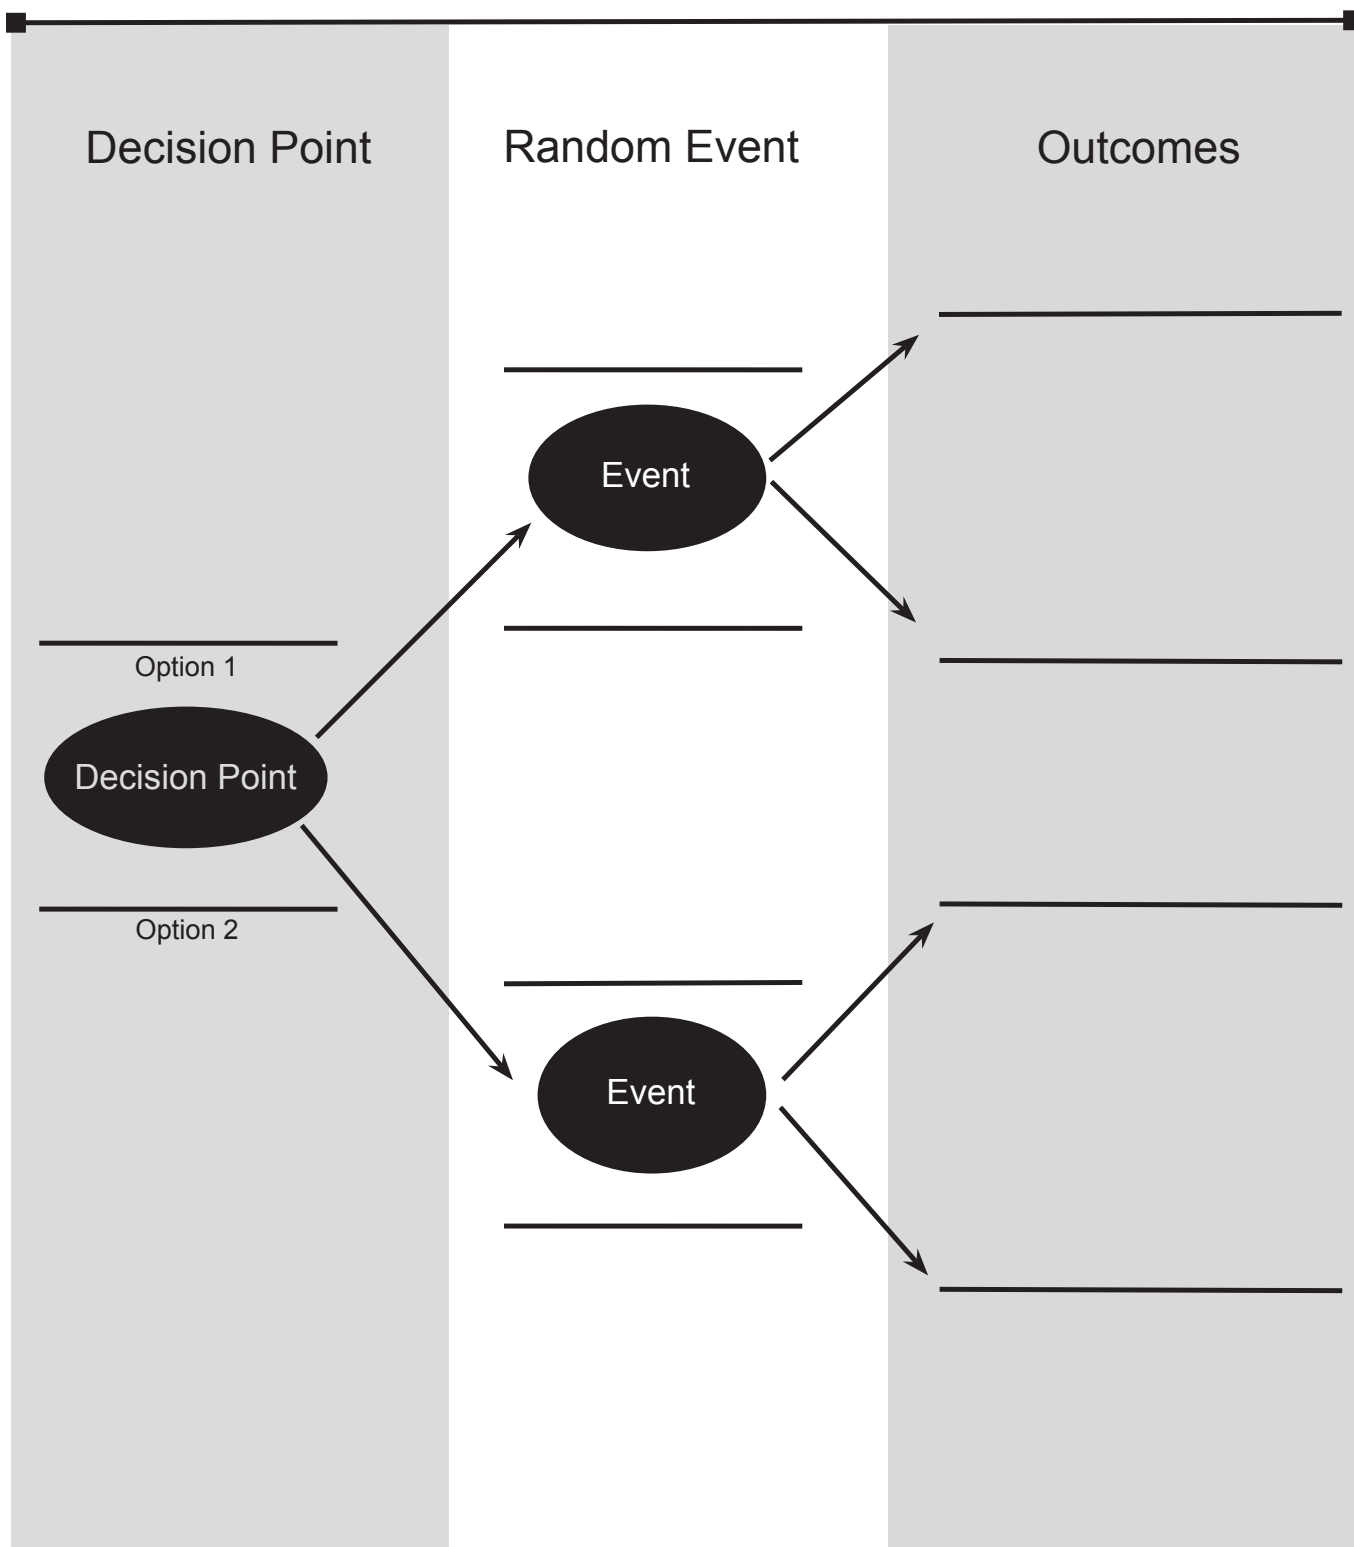 Decision Point
Random Event
Outcomes
Event
Option 1
Decision Point
Option 2
Event